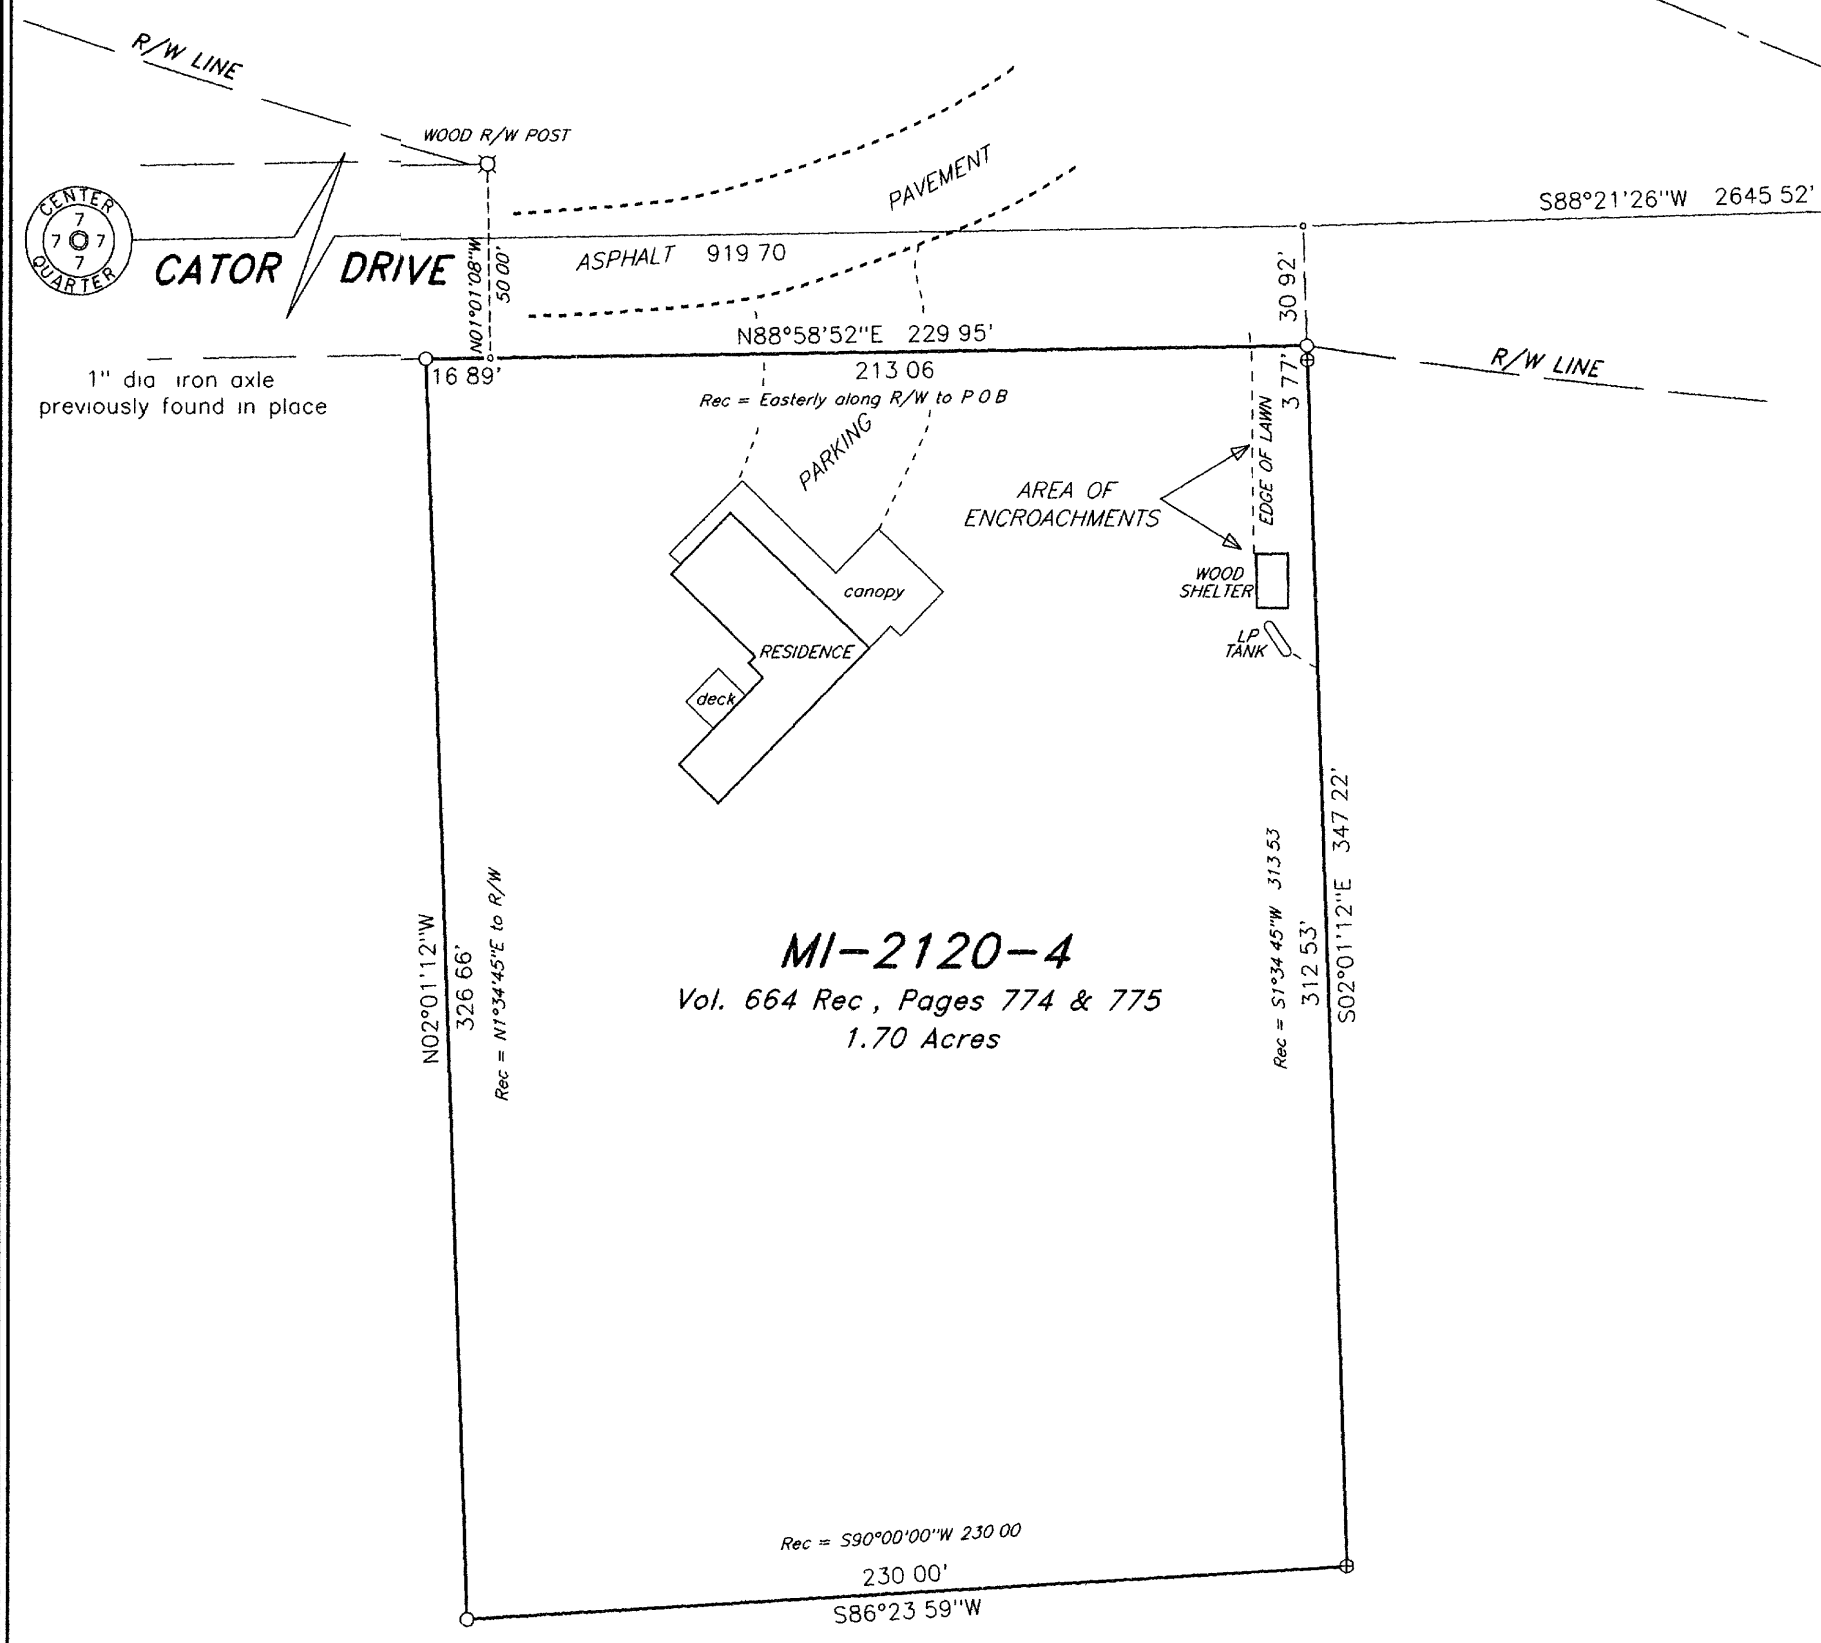 R/W LINE
WOOD R/W POST
CENTER
7
7 7
7
QUARTER
CATOR DRIVE
N01°01'08"W
50 00'
ASPHALT 919 70
PAVEMENT
S88°21'26"W 2645 52'
30 92'
N88°58'52"E 229 95'
R/W LINE
1" dia iron axle
previously found in place
16 89'
213 06
Rec = Easterly along R/W to P O B
3 77'
PARKING
EDGE OF LAWN
AREA OF
ENCROACHMENTS
WOOD
SHELTER
canopy
LP
TANK
RESIDENCE
deck
N02°01'12"W
326 66'
Rec = N1°34'45"E to R/W
MI-2120-4
Vol. 664 Rec , Pages 774 & 775
1.70 Acres
Rec = S1°34 45"W 313 53
312 53'
S02°01'12"E 347 22'
Rec = S90°00'00"W 230 00
230 00'
S86°23 59"W